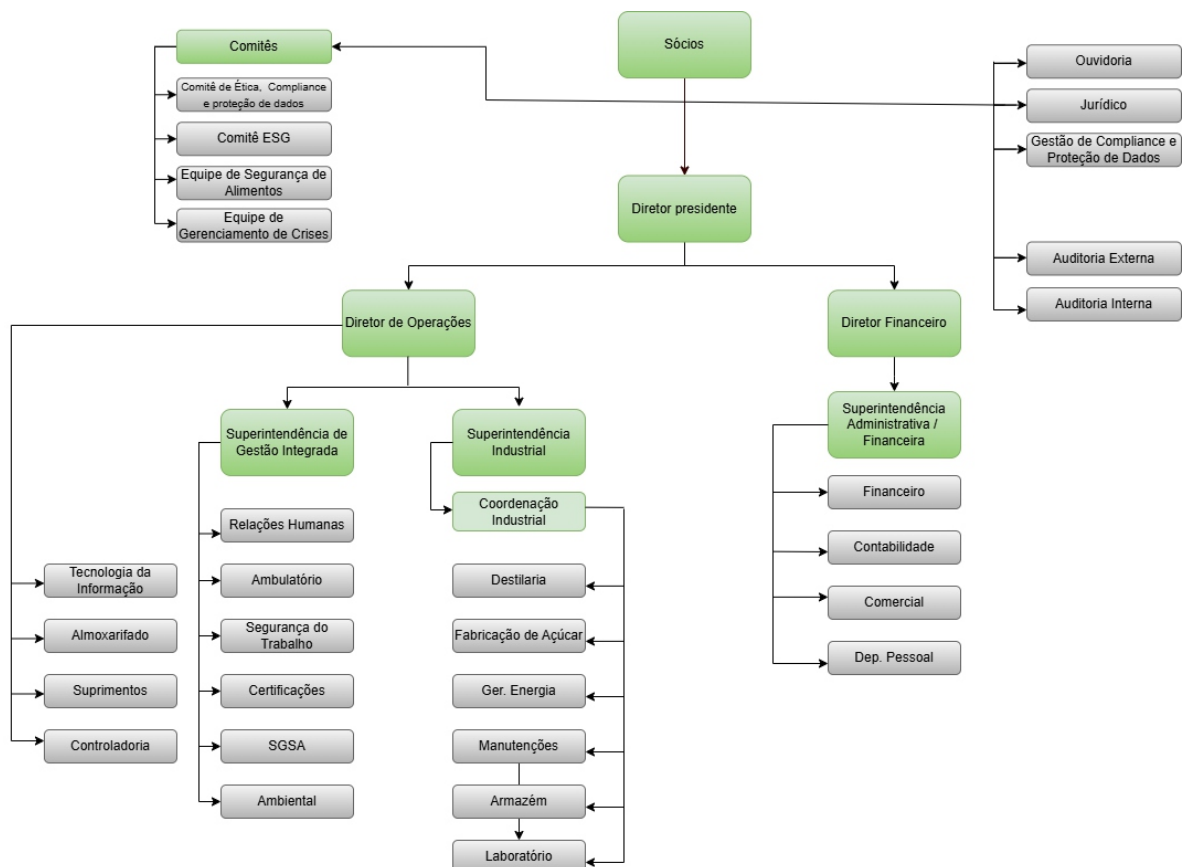 Sócios
Comitês
Comitê de Ética, Compliance
e proteção de dados
Comitê ESG
Equipe de Segurança de
Alimentos
Equipe de
Gerenciamento de Crises
Ouvidoria
Jurídico
Gestão de Compliance e
Proteção de Dados
Auditoria Externa
Auditoria Interna
Diretor presidente
Diretor de Operações
Diretor Financeiro
Superintendência de
Gestão Integrada
Superintendência
Industrial
Superintendência
Administrativa /
Financeira
Tecnologia da
Informação
Almoxarifado
Suprimentos
Controladoria
Relações Humanas
Ambulatório
Segurança do
Trabalho
Certificações
SGSA
Ambiental
Coordenação
Industrial
Destilaria
Fabricação de Açúcar
Ger. Energia
Manutenções
Armazém
Laboratório
Financeiro
Contabilidade
Comercial
Dep. Pessoal